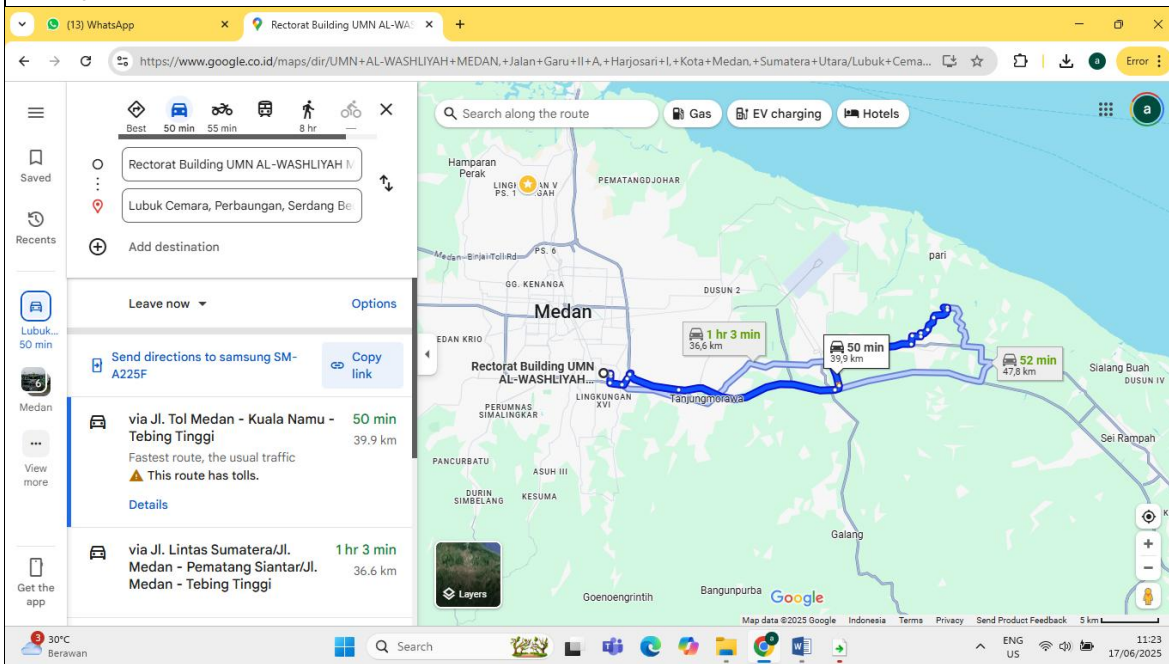 (13) WhatsApp
Rectorat Building UMN AL-WAS
https://www.google.co.id/maps/dir/UMN+AL-WASHLIYAH+MEDAN,+Jalan+Garu+II+A,+Harjosari+I,+Kota+Medan,+Sumatera+Utara/Lubuk+Cema...
a
Error
Saved
Recents
Lubuk...
50 min
6
Medan
View
more
Get the
app
Best
50 min
55 min
8 hr
—
Rectorat Building UMN AL-WASHLIYAH M
Lubuk Cemara, Perbaungan, Serdang Be
Add destination
Leave now
Options
Send directions to samsung SM-
A225F
Copy
link
via Jl. Tol Medan - Kuala Namu -
Tebing Tinggi
50 min
39.9 km
Fastest route, the usual traffic
This route has tolls.
Details
via Jl. Lintas Sumatera/Jl.
Medan - Pematang Siantar/Jl.
Medan - Tebing Tinggi
1 hr 3 min
36.6 km
Search along the route
Gas
EV charging
Hotels
a
Hamparan
Perak
PS. 1
PEMATANGDJOHAR
Medan-Binjai Toll Rd
PS. 6
GG. KENANGA
DUSUN 2
pari
Medan
EDAN KRIO
1 hr 3 min
36,6 km
50 min
39,9 km
52 min
47,8 km
Rectorat Building UMN
AL-WASHLIYAH...
Sialang Buah
DUSUN IV
LINGKUNGAN
XVI
Tanjungmorawa
PERUMNAS
SIMALINGKAR
Sei Rampah
PANCURBATU
ASUH III
DURIN
SIMBELANG
KESUMA
Galang
Layers
Goenoengrintih
Bangunpurba
Google
Map data ©2025 Google
Indonesia
Terms
Privacy
Send Product Feedback
5 km
3
30°C
Berawan
Search
ENG
US
11:23
17/06/2025